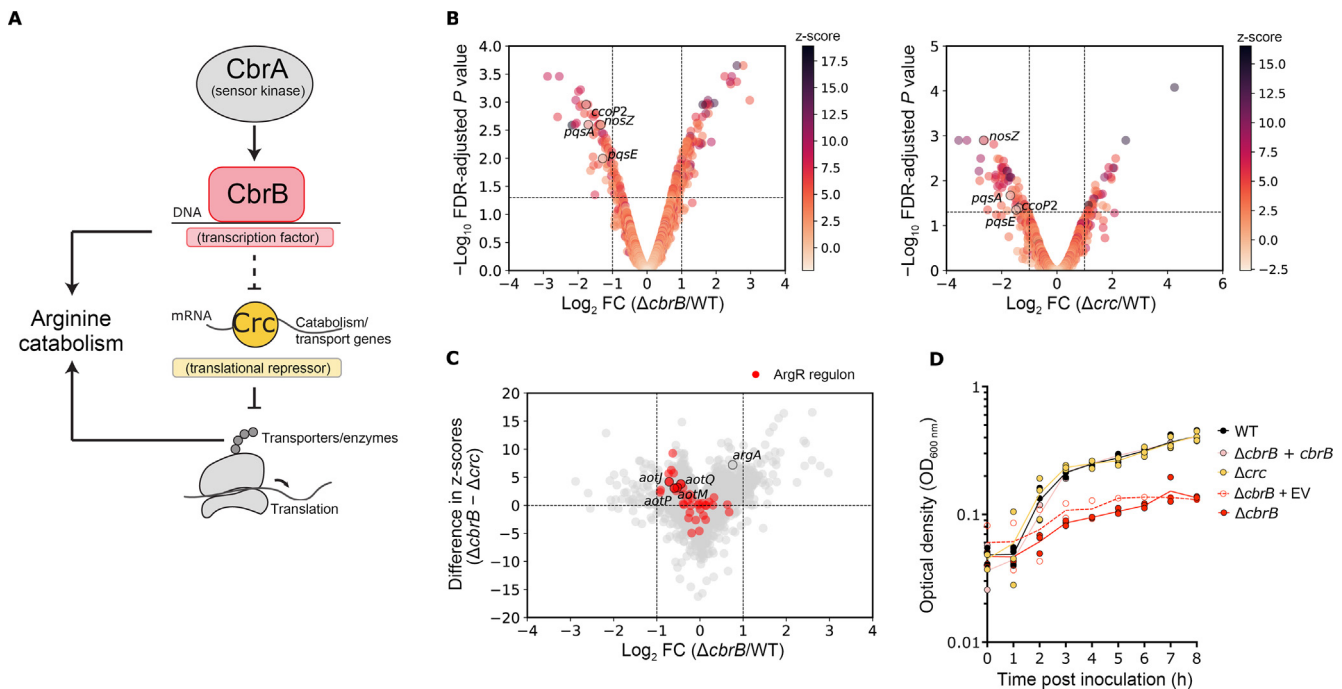 A
CbrA
(sensor kinase)
CbrB
DNA
(transcription factor)
Arginine
catabolism
mRNA
Crc
Catabolism/
transport genes
(translational repressor)
Transporters/enzymes
Translation
B
−Log10 FDR-adjusted P value
4.0
3.5
3.0
2.5
2.0
1.5
1.0
0.5
0.0
ccoP2
nosZ
pqsA
pqsE
−4 −3 −2 −1 0 1 2 3 4
Log2 FC (ΔcbrB/WT)
z-score
17.5
15.0
12.5
10.0
7.5
5.0
2.5
0.0
−Log10 FDR-adjusted P value
5
4
3
2
1
0
nosZ
pqsA
ccoP2
pqsE
−4 −2 0 2 4 6
Log2 FC (Δcrc/WT)
z-score
15.0
12.5
10.0
7.5
5.0
2.5
0.0
−2.5
C
ArgR regulon
Difference in z-scores
(ΔcbrB − Δcrc)
20
15
10
5
0
−5
−10
−15
−20
argA
aotJ
aotQ
aotM
aotP
−4 −3 −2 −1 0 1 2 3 4
Log2 FC (ΔcbrB/WT)
D
Optical density (OD600 nm)
1
0.1
0.01
0 1 2 3 4 5 6 7 8
Time post inoculation (h)
WT
ΔcbrB + cbrB
Δcrc
ΔcbrB + EV
ΔcbrB